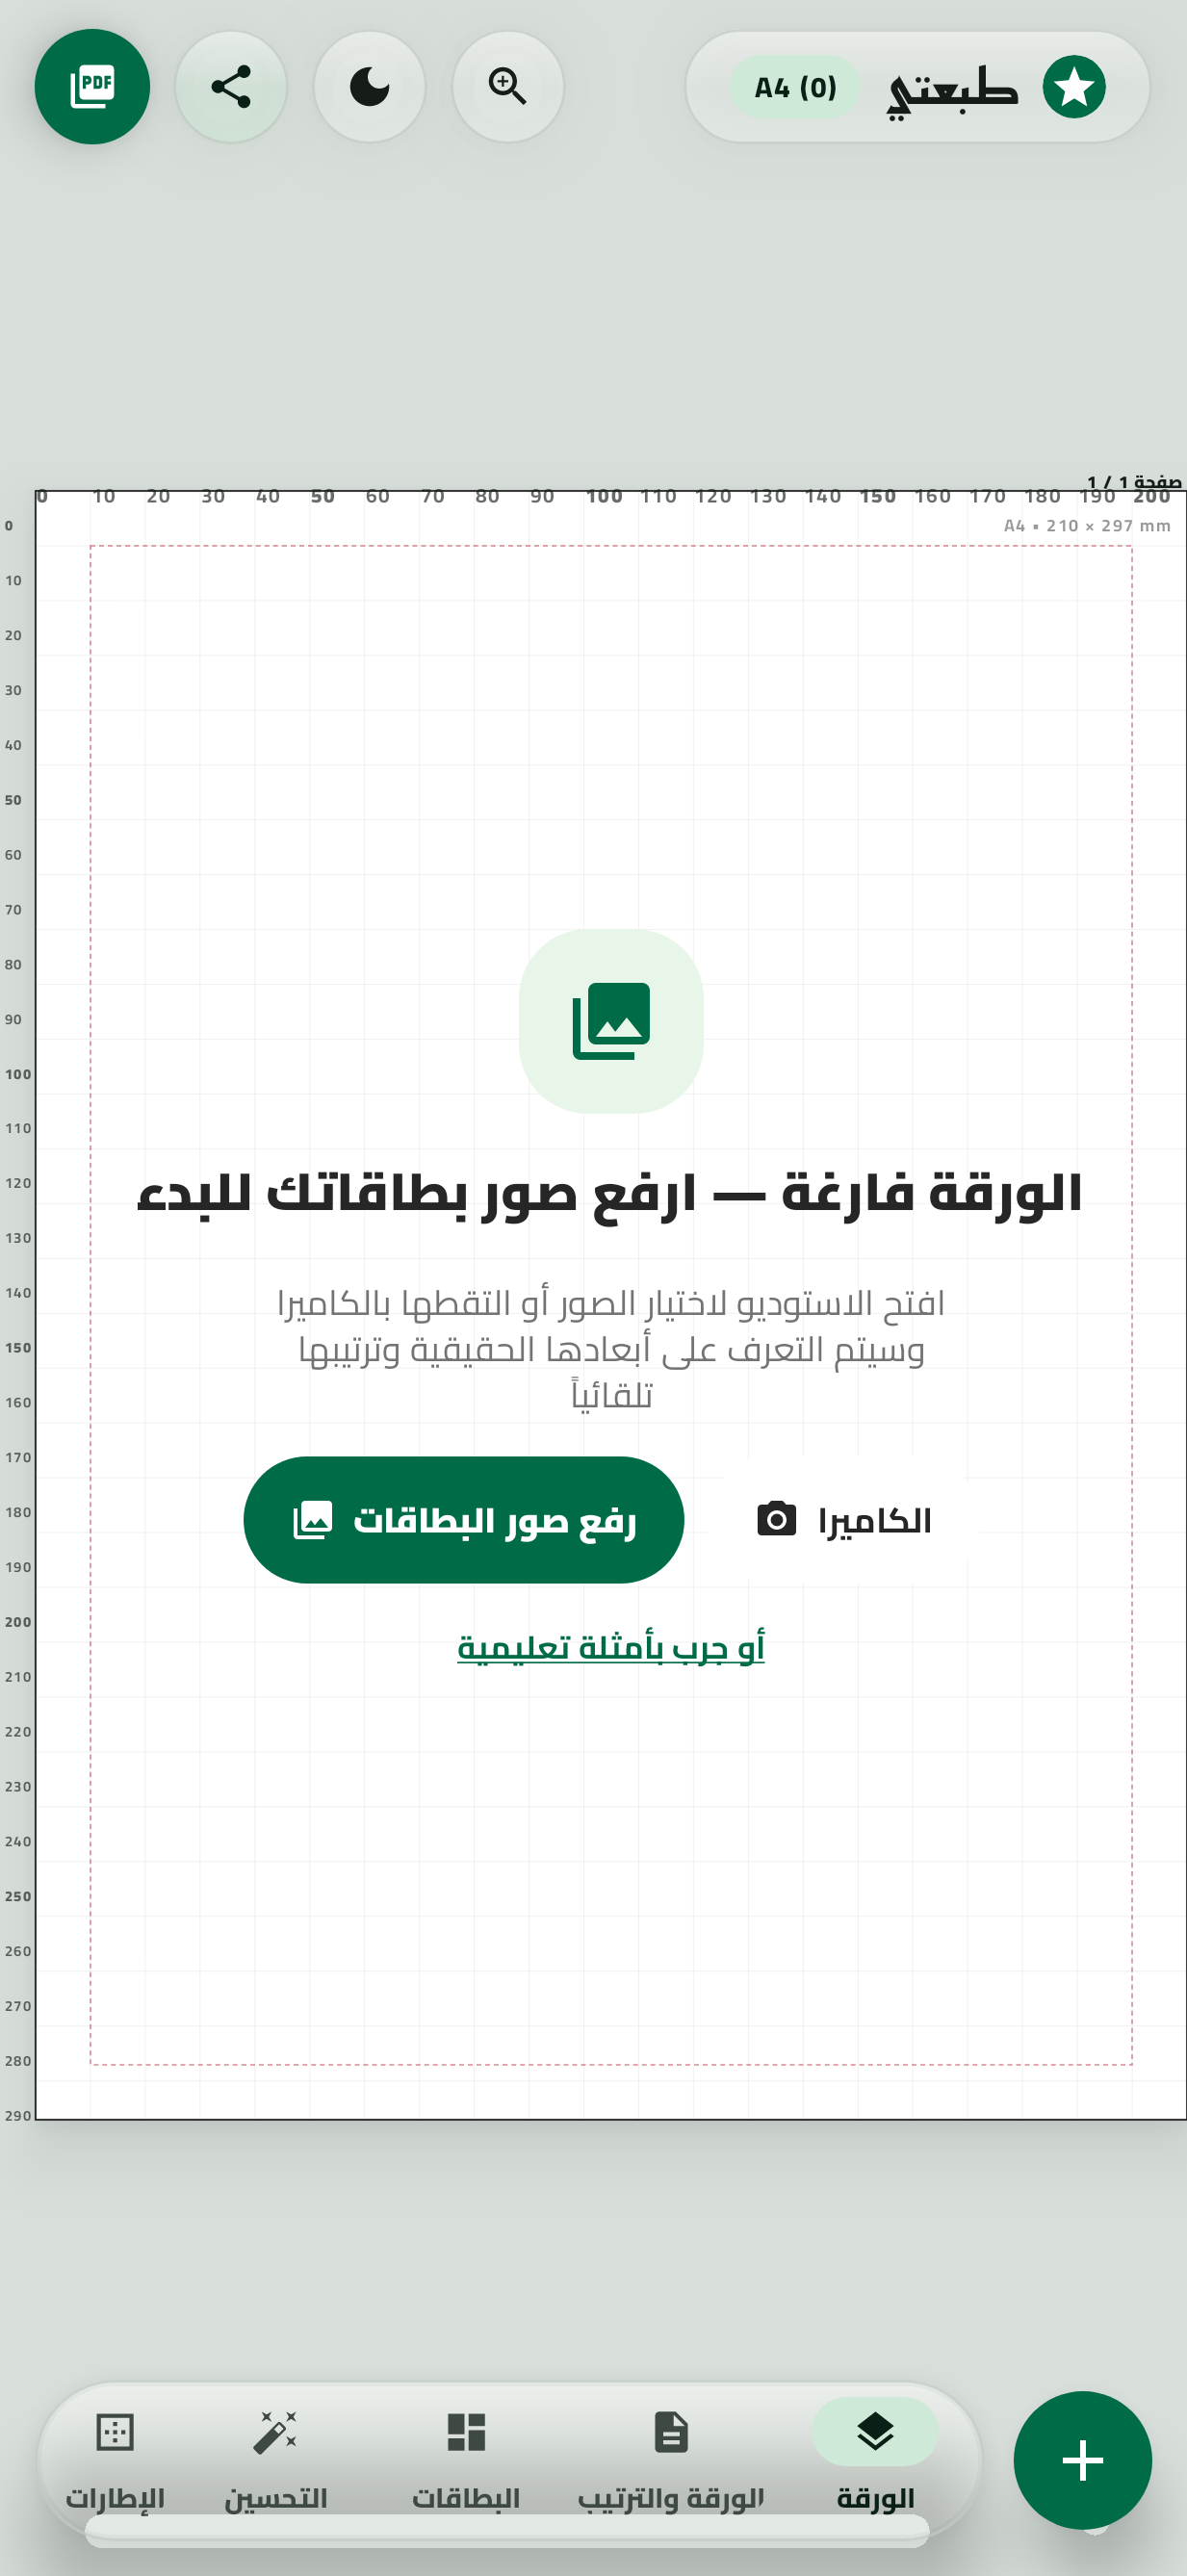 طبعتي A4 (0)
PDF
صفحة 1 / 1
0 10 20 30 40 50 60 70 80 90 100 110 120 130 140 150 160 170 180 190 200
A4 • 210 × 297 mm
0
10
20
30
40
50
60
70
80
90
100
110
120
130
140
150
160
170
180
190
200
210
220
230
240
250
260
270
280
290
الورقة فارغة — ارفع صور بطاقاتك للبدء
افتح الاستوديو لاختيار الصور أو التقطها بالكاميرا
وسيتم التعرف على أبعادها الحقيقية وترتيبها
تلقائياً
الكاميرا
رفع صور البطاقات
أو جرب بأمثلة تعليمية
الورقة
الورقة والترتيب
البطاقات
التحسين
الإطارات